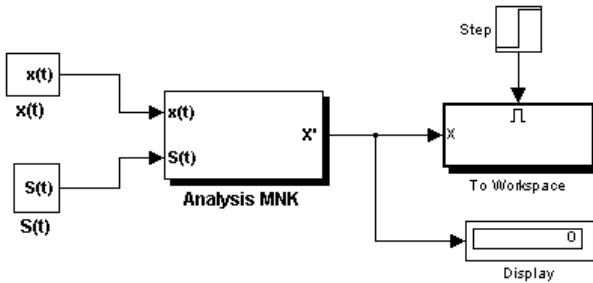 Step
x(t)
x(t)
x(t)
X'
S(t)
Analysis MNK
S(t)
S(t)
X
To Workspace
0
Display